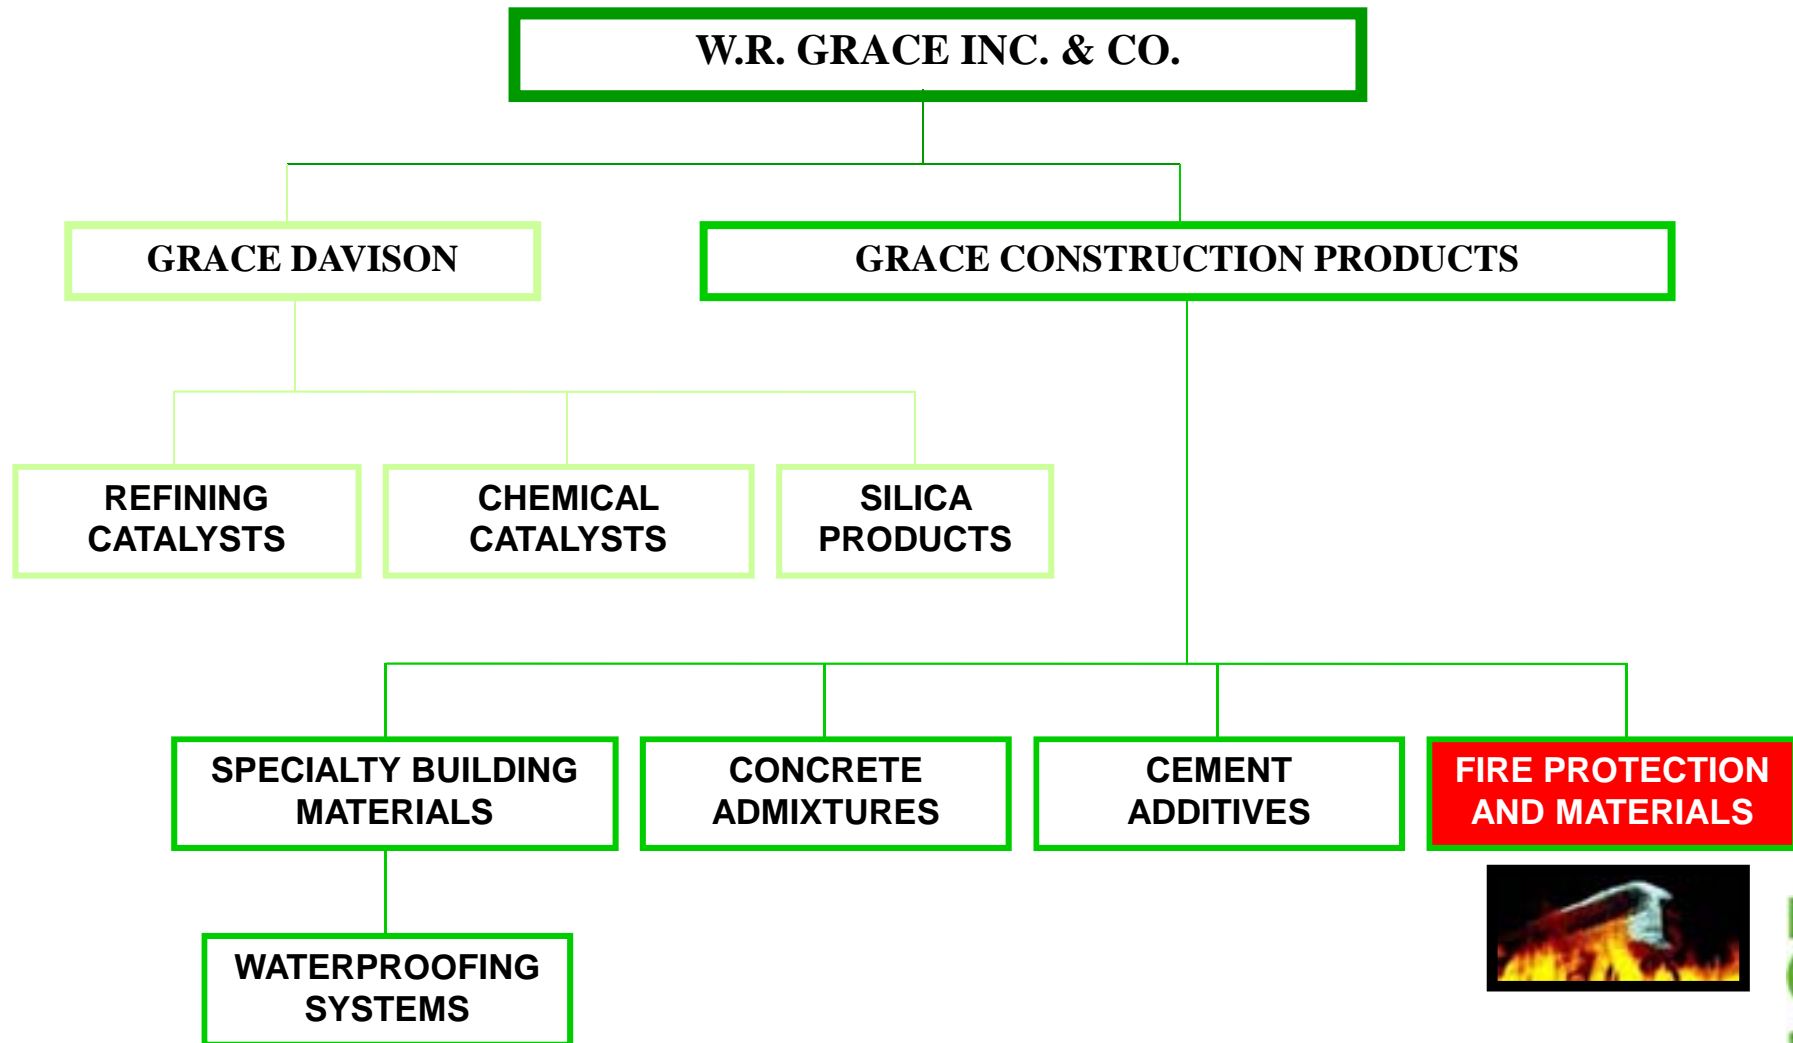 W.R. GRACE INC. & CO.
GRACE DAVISON
GRACE CONSTRUCTION PRODUCTS
REFINING
CATALYSTS
CHEMICAL
CATALYSTS
SILICA
PRODUCTS
SPECIALTY BUILDING
MATERIALS
CONCRETE
ADMIXTURES
CEMENT
ADDITIVES
FIRE PROTECTION
AND MATERIALS
WATERPROOFING
SYSTEMS